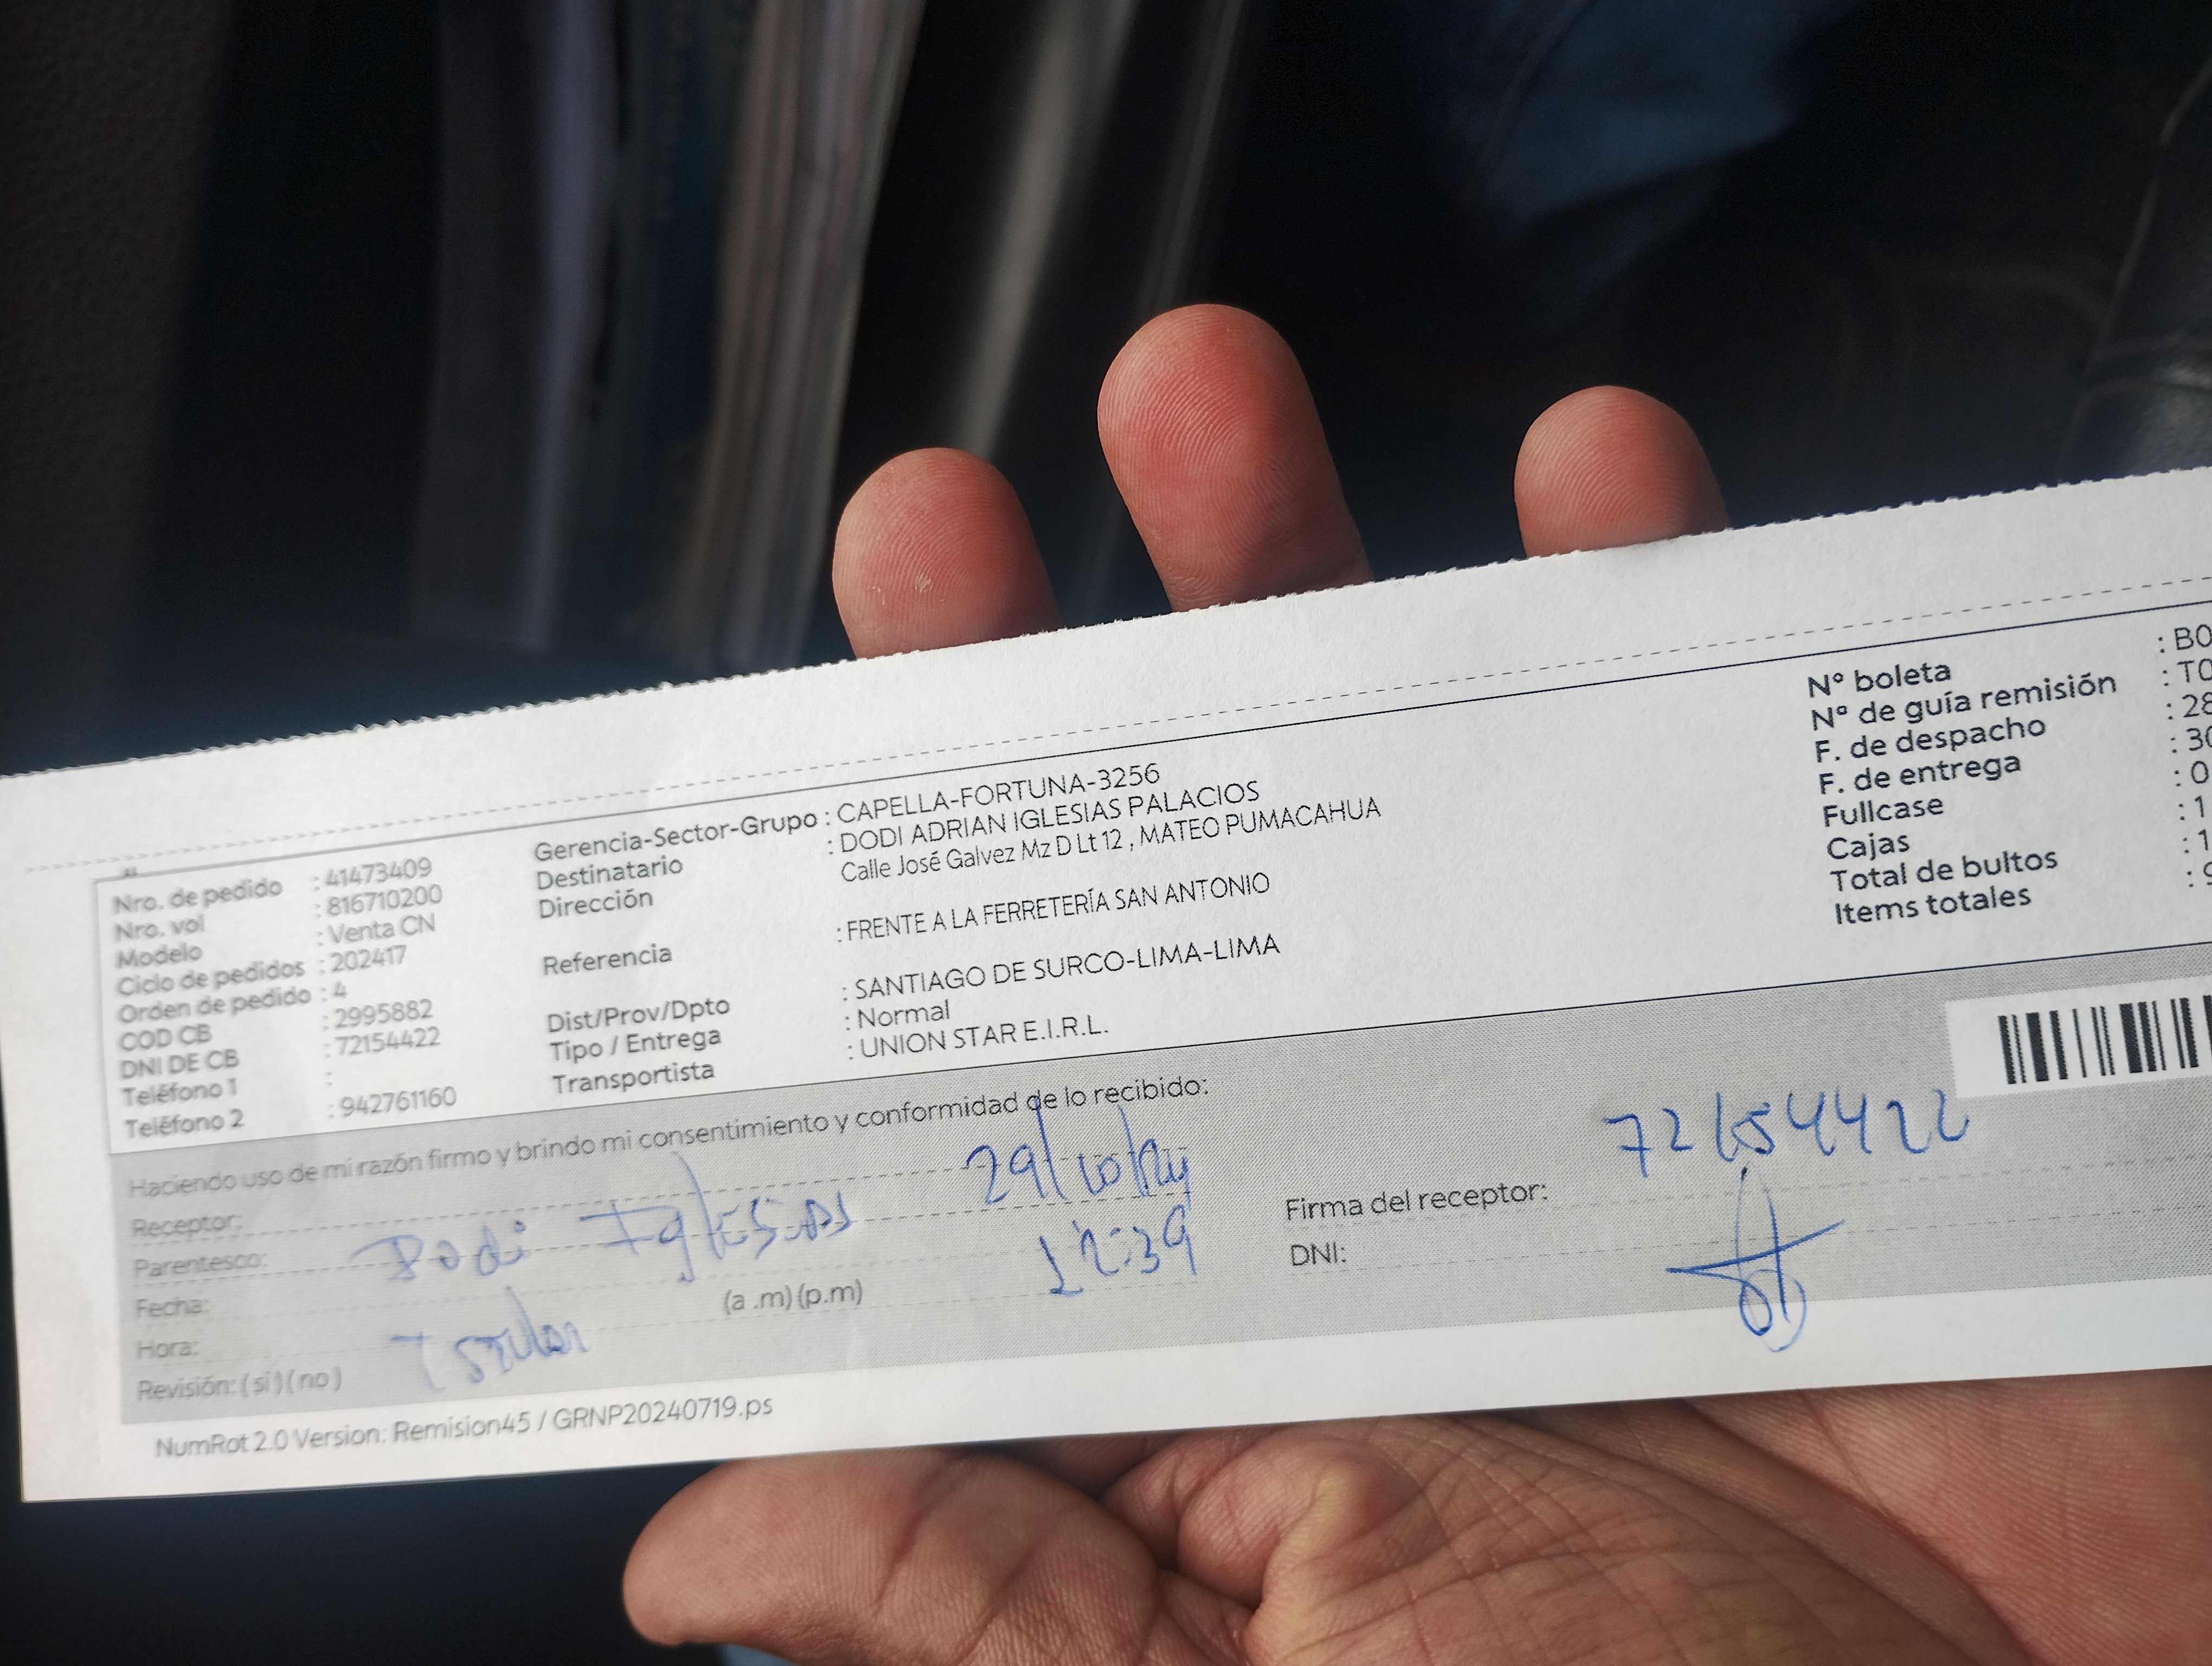 Nro. de pedido : 41473409
Nro. vol : 816710200
Modelo : Venta CN
Ciclo de pedidos : 202417
Orden de pedido : 4
COD CB : 2995882
DNI DE CB : 72154422
Teléfono 1 :
Teléfono 2 : 942761160
Gerencia-Sector-Grupo : CAPELLA-FORTUNA-3256
Destinatario : DODI ADRIAN IGLESIAS PALACIOS
Dirección Calle José Galvez Mz D Lt 12 , MATEO PUMACAHUA
Referencia : FRENTE A LA FERRETERÍA SAN ANTONIO
Dist/Prov/Dpto : SANTIAGO DE SURCO-LIMA-LIMA
Tipo / Entrega : Normal
Transportista : UNION STAR E.I.R.L.
N° boleta : B0
N° de guía remisión : T0
F. de despacho : 28
F. de entrega : 30
Fullcase : 0
Cajas : 1
Total de bultos : 1
Items totales : 9
Haciendo uso de mi razón firmo y brindo mi consentimiento y conformidad de lo recibido:
Receptor:
Parentesco: Dodi Iglesias 29/10/24
Fecha:
Hora: (a .m) (p.m) 12:39
Revisión: ( si ) ( no )
Firma del receptor: 72154422
DNI:
NumRot 2.0 Version: Remision45 / GRNP20240719.ps